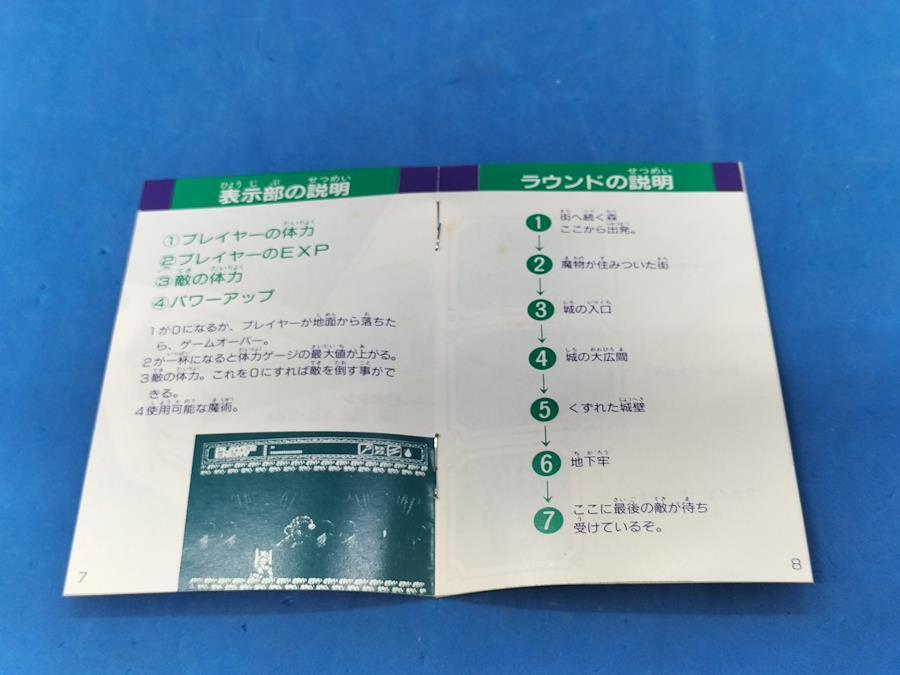 表示部の説明
①プレイヤーの体力
②プレイヤーのEXP
③敵の体力
④パワーアップ
1が0になるか、プレイヤーが地面から落ちた
ら、ゲームオーバー。
2が一杯になると体力ゲージの最大値が上がる。
3敵の体力。これを0にすれば敵を倒す事がで
きる。
4使用可能な魔術。
7
ラウンドの説明
1 街へ続く森
ここから出発。
↓
2 魔物が住みついた街
↓
3 城の入口
↓
4 城の大広間
↓
5 くずれた城壁
↓
6 地下牢
↓
7 ここに最後の敵が待ち
受けているぞ。
8